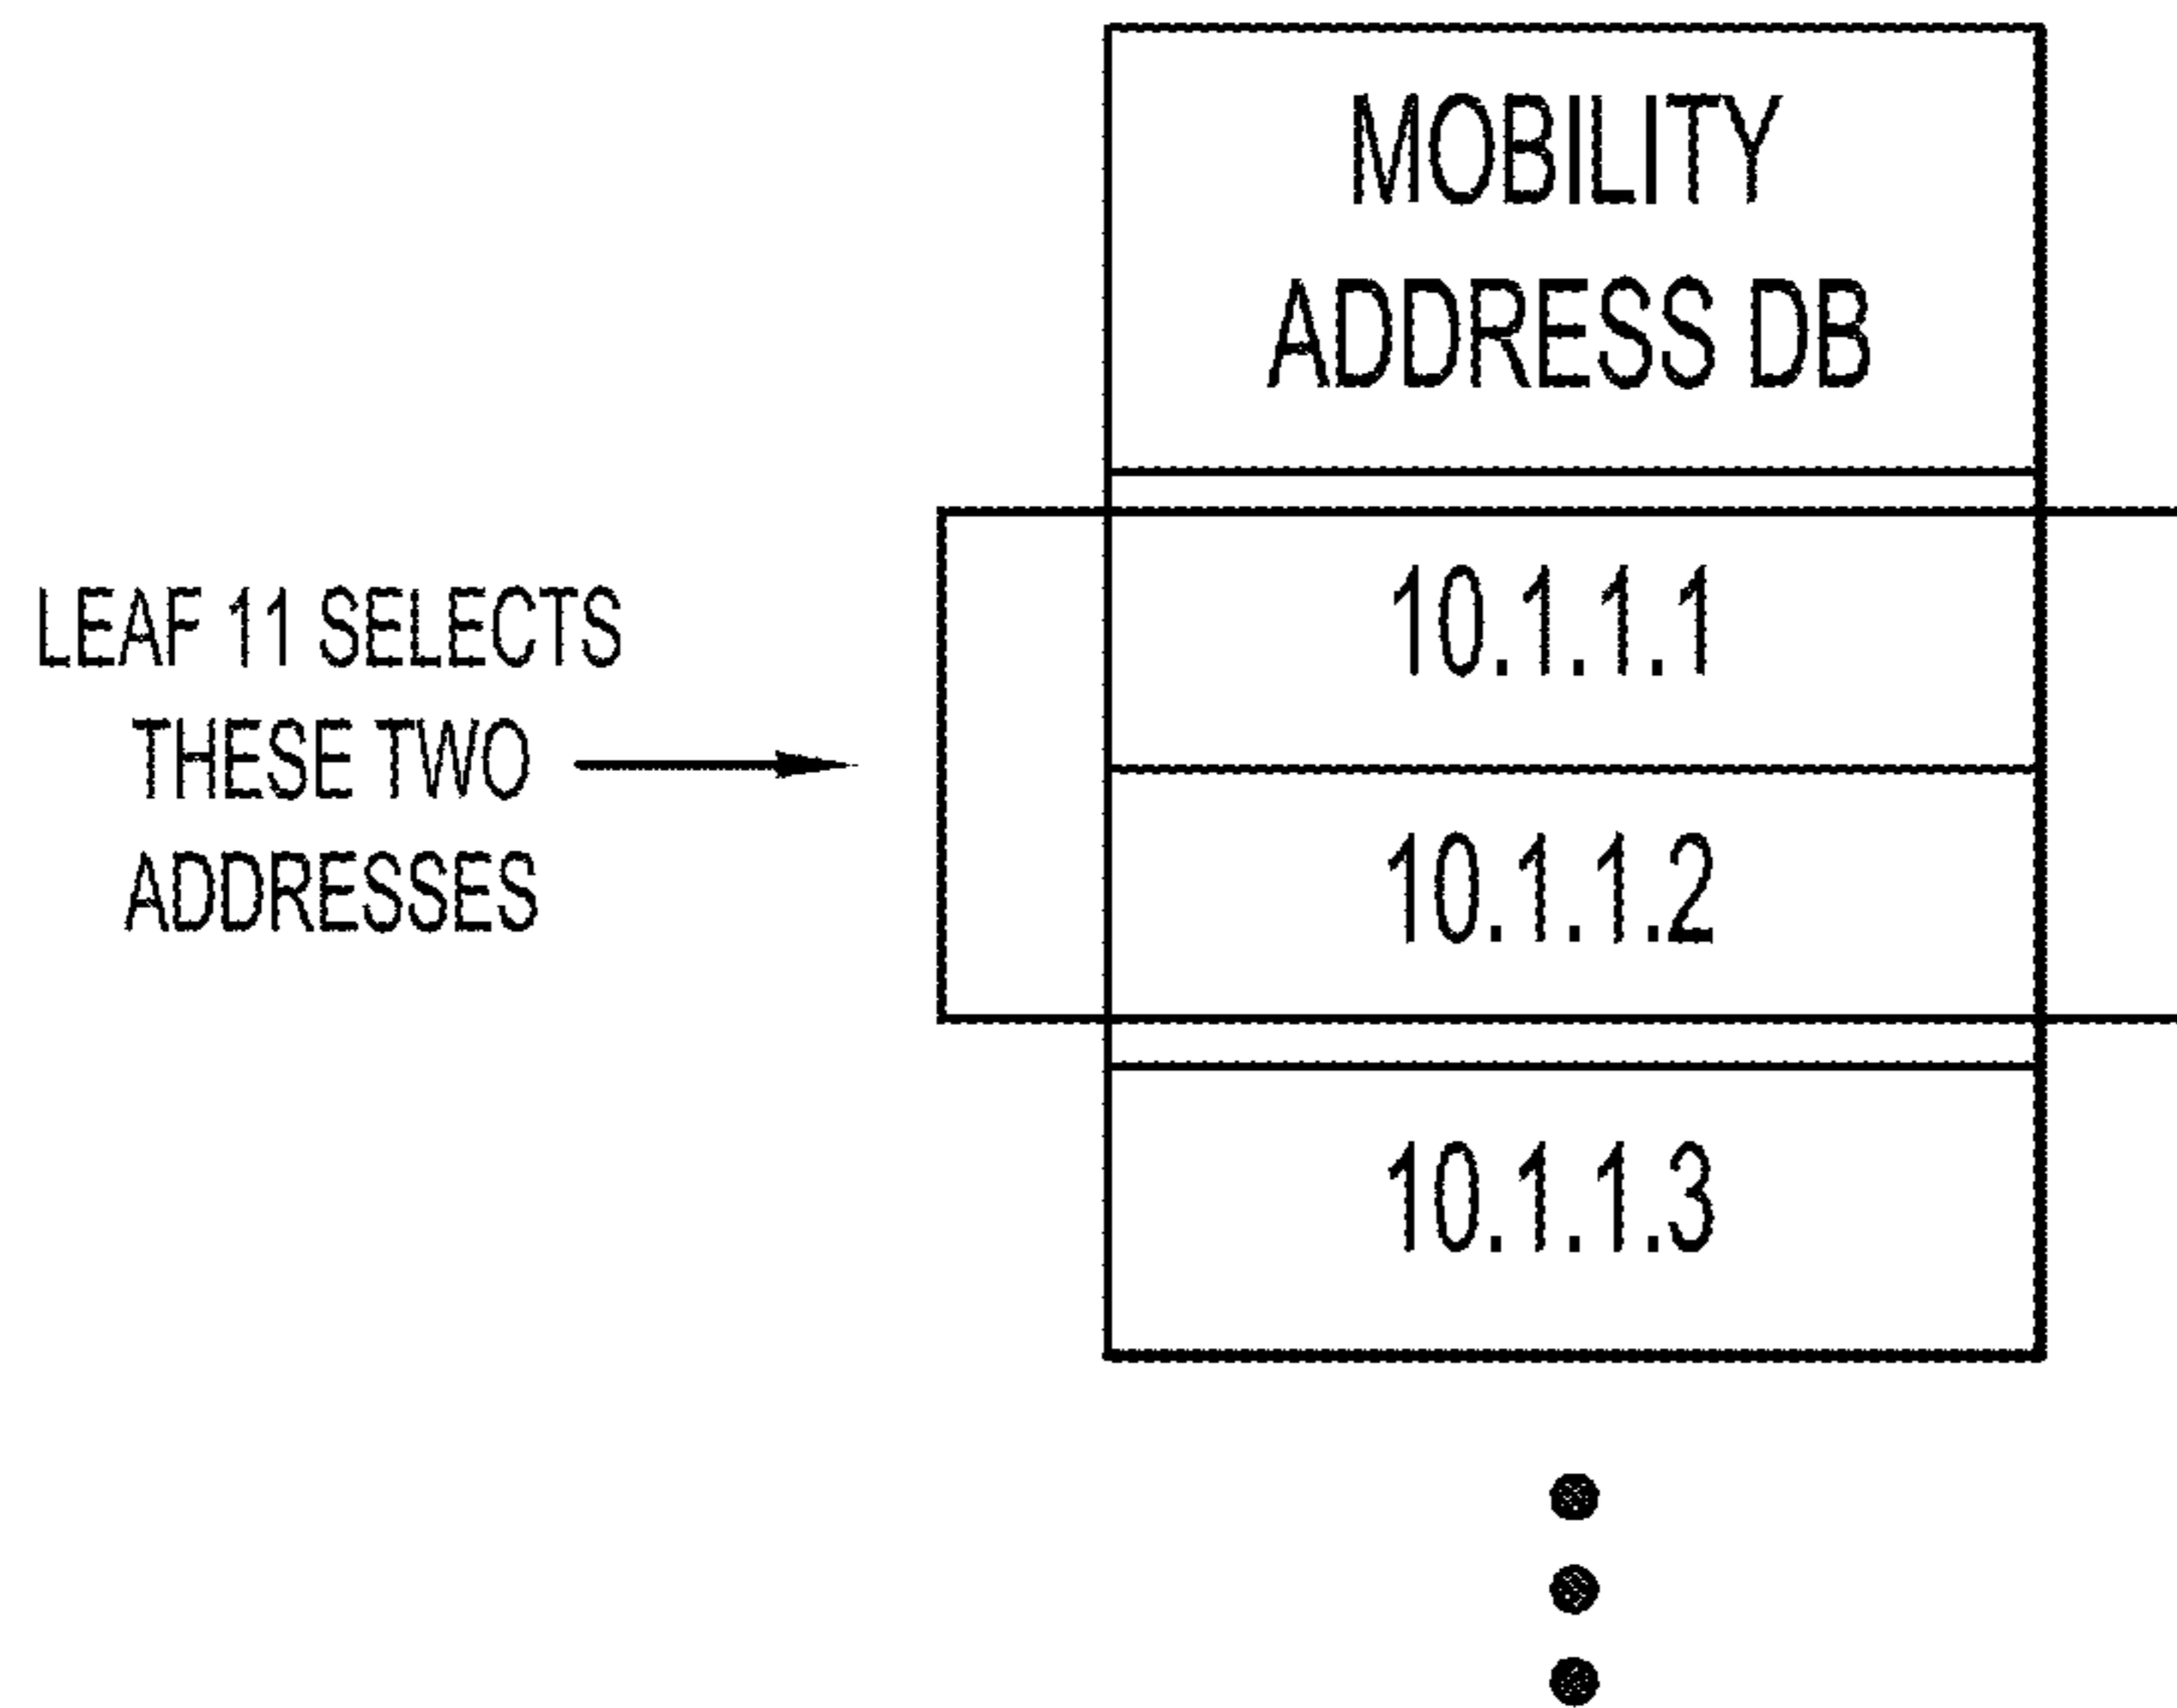 MOBILITY
ADDRESS DB
LEAF 11 SELECTS
THESE TWO
ADDRESSES
10.1.1.1
10.1.1.2
10.1.1.3